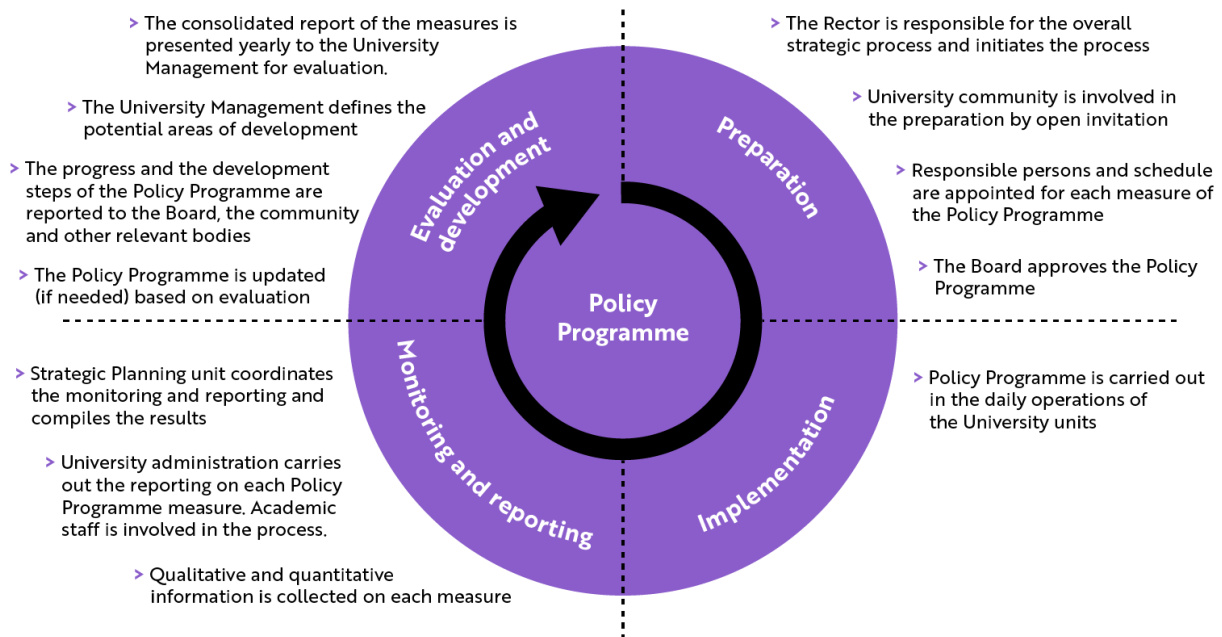 > The consolidated report of the measures is
presented yearly to the University
Management for evaluation.
> The University Management defines the
potential areas of development
> The progress and the development
steps of the Policy Programme are
reported to the Board, the community
and other relevant bodies
> The Policy Programme is updated
(if needed) based on evaluation
> The Rector is responsible for the overall
strategic process and initiates the process
> University community is involved in
the preparation by open invitation
> Responsible persons and schedule
are appointed for each measure of
the Policy Programme
> The Board approves the Policy
Programme
Evaluation and
development
Preparation
Policy
Programme
Monitoring and reporting
Implementation
> Strategic Planning unit coordinates
the monitoring and reporting and
compiles the results
> University administration carries
out the reporting on each Policy
Programme measure. Academic
staff is involved in the process.
> Qualitative and quantitative
information is collected on each measure
> Policy Programme is carried out
in the daily operations of
the University units